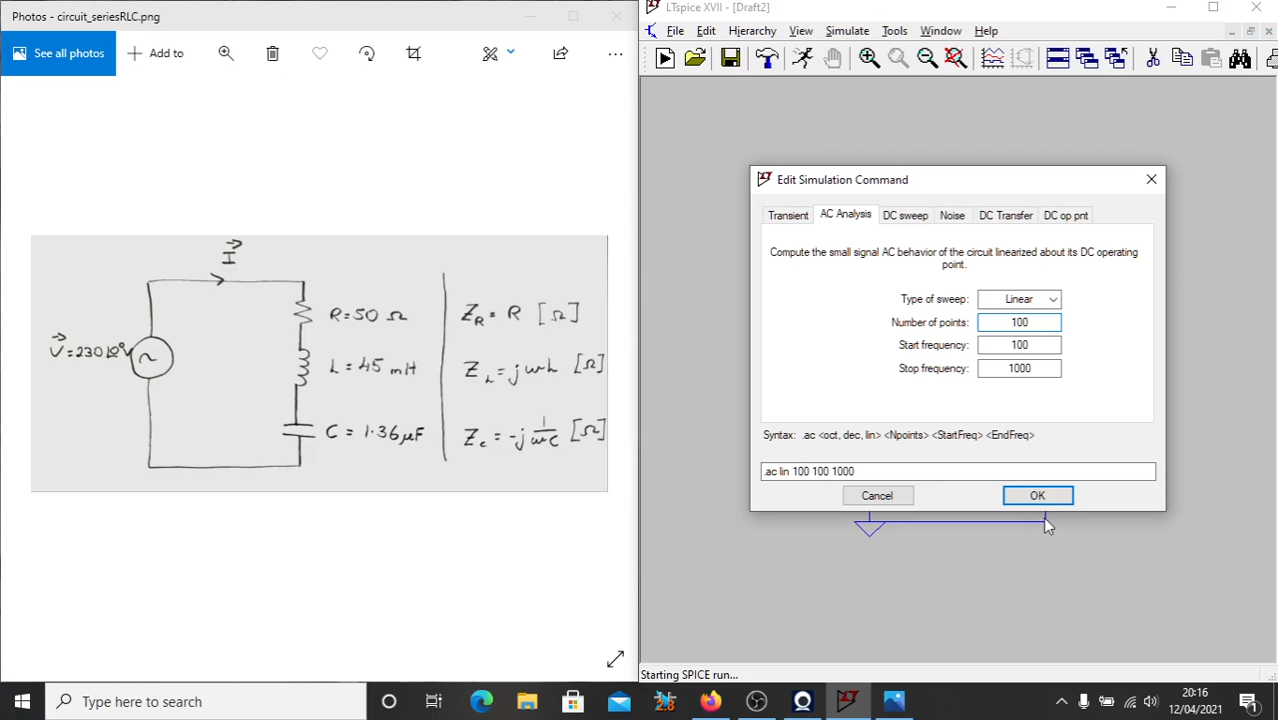 Photos - circuit_seriesRLC.png
See all photos
Add to
I
V=230∠0°V
R=50 Ω
L=45 mH
C=1.36μF
Z_R = R [Ω]
Z_L=jωL [Ω]
Z_C=-j 1/ωC [Ω]
LTspice XVII - [Draft2]
File Edit Hierarchy View Simulate Tools Window Help
Edit Simulation Command
Transient AC Analysis DC sweep Noise DC Transfer DC op pnt
Compute the small signal AC behavior of the circuit linearized about its DC operating
point.
Type of sweep: Linear
Number of points: 100
Start frequency: 100
Stop frequency: 1000
Syntax: .ac <oct, dec, lin> <Npoints> <StartFreq> <EndFreq>
.ac lin 100 100 1000
Cancel OK
Starting SPICE run...
Type here to search
2.8
20:16
12/04/2021
1